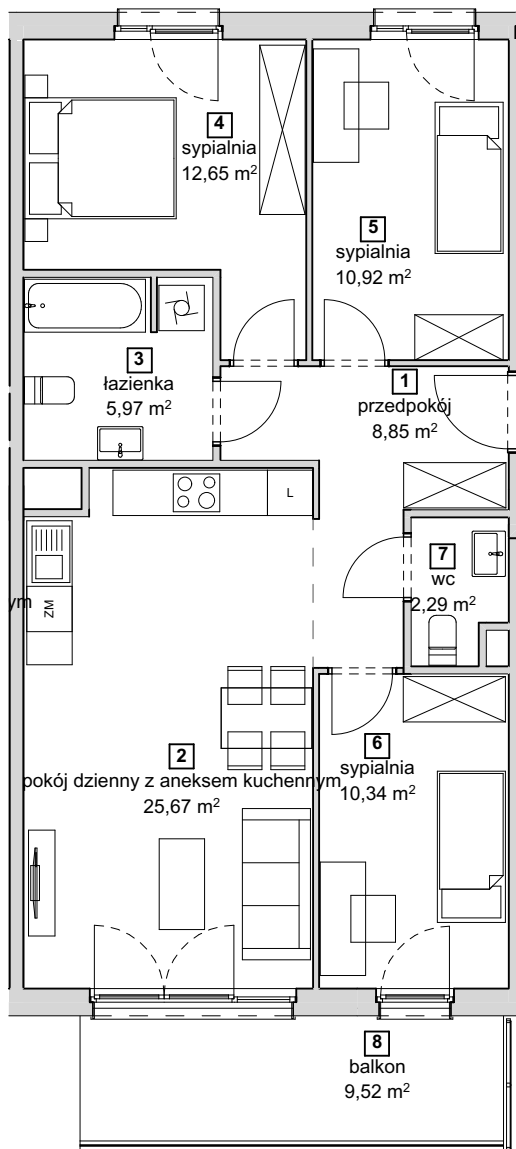 4
sypialnia
12,65 m²
5
sypialnia
10,92 m²
3
łazienka
5,97 m²
1
przedpokój
8,85 m²
L
7
wc
2,29 m²
ym
ZM
2
pokój dzienny z aneksem kuchennym
25,67 m²
6
sypialnia
10,34 m²
8
balkon
9,52 m²